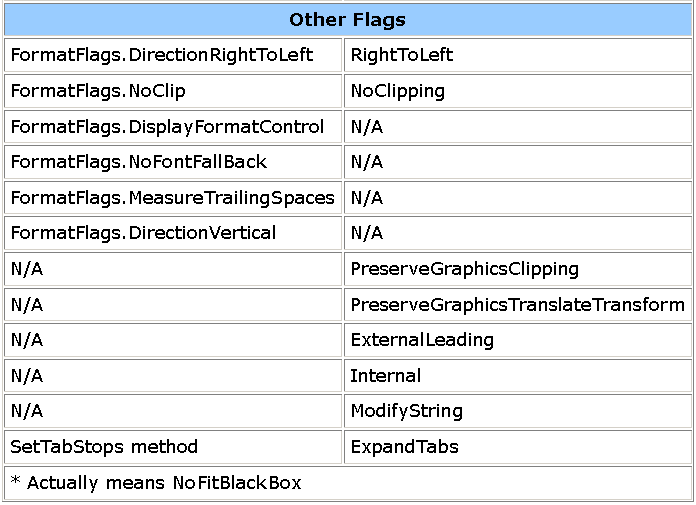 Other Flags
FormatFlags.DirectionRightToLeft RightToLeft
FormatFlags.NoClip NoClipping
FormatFlags.DisplayFormatControl N/A
FormatFlags.NoFontFallBack N/A
FormatFlags.MeasureTrailingSpaces N/A
FormatFlags.DirectionVertical N/A
N/A PreserveGraphicsClipping
N/A PreserveGraphicsTranslateTransform
N/A ExternalLeading
N/A Internal
N/A ModifyString
SetTabStops method ExpandTabs
* Actually means NoFitBlackBox